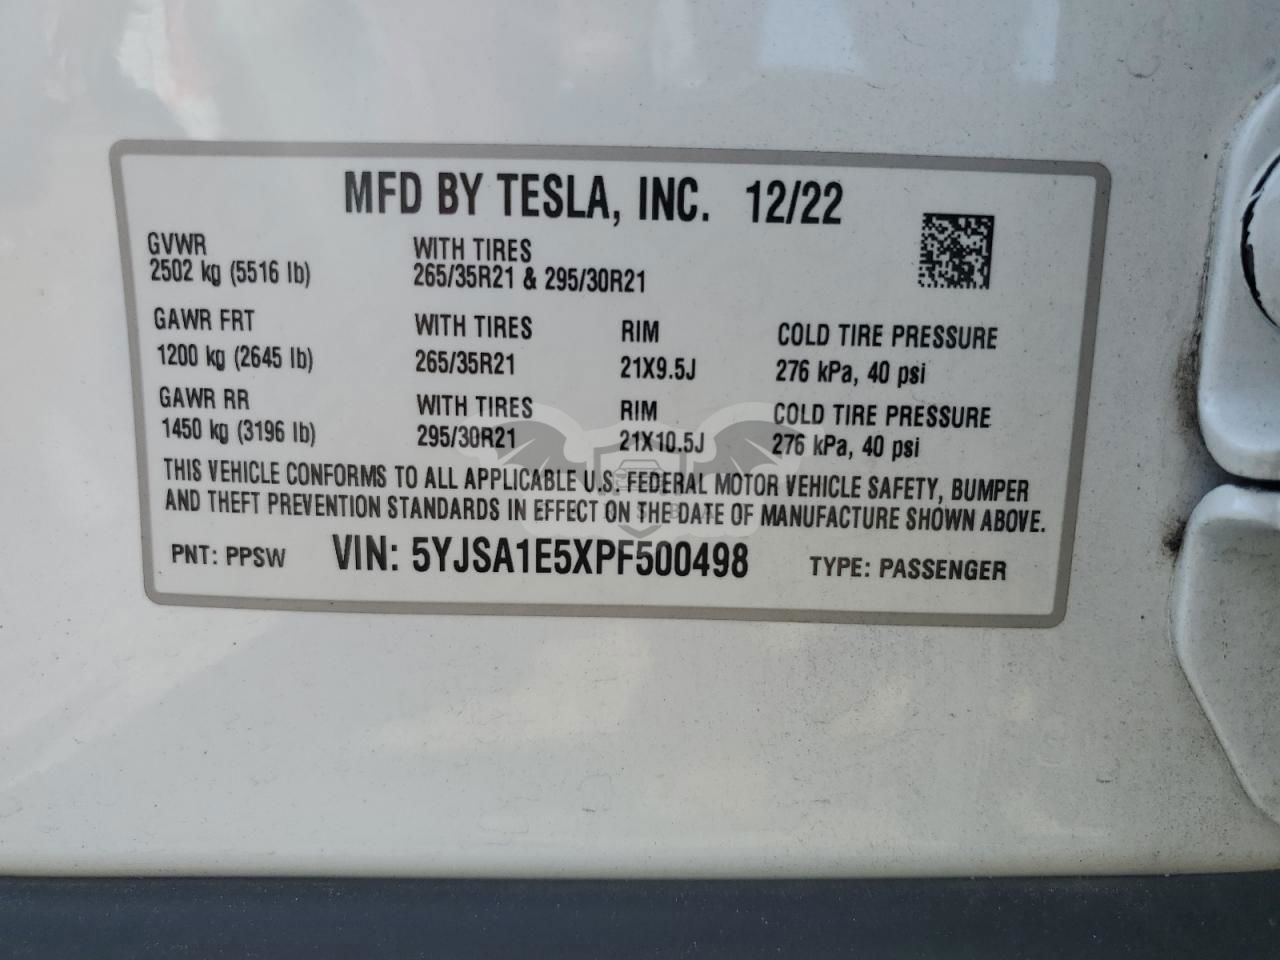 MFD BY TESLA, INC. 12/22
GVWR WITH TIRES
2502 kg (5516 lb) 265/35R21 & 295/30R21
GAWR FRT WITH TIRES RIM COLD TIRE PRESSURE
1200 kg (2645 lb) 265/35R21 21X9.5J 276 kPa, 40 psi
GAWR RR WITH TIRES RIM COLD TIRE PRESSURE
1450 kg (3196 lb) 295/30R21 21X10.5J 276 kPa, 40 psi
THIS VEHICLE CONFORMS TO ALL APPLICABLE U.S. FEDERAL MOTOR VEHICLE SAFETY, BUMPER
AND THEFT PREVENTION STANDARDS IN EFFECT ON THE DATE OF MANUFACTURE SHOWN ABOVE.
PNT: PPSW VIN: 5YJSA1E5XPF500498 TYPE: PASSENGER